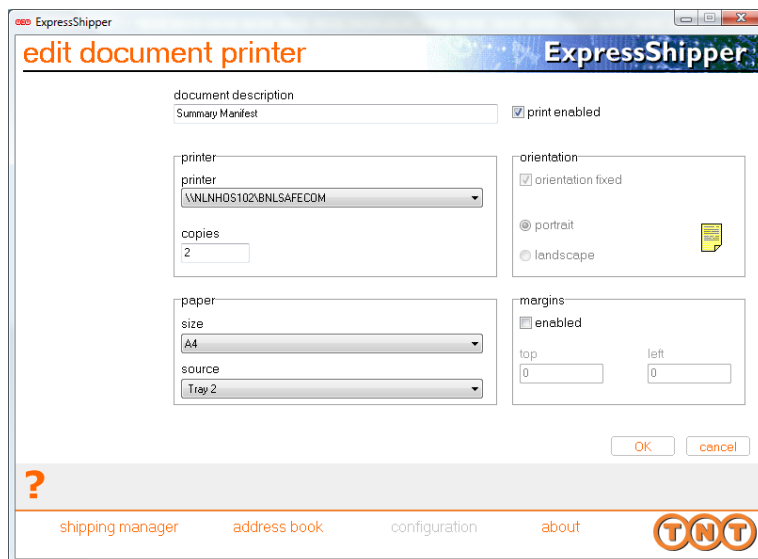 ExpressShipper
edit document printer
ExpressShipper
document description
Summary Manifest
print enabled
printer
printer
\\NLNHOS102\BNLSAFECOM
copies
2
orientation
orientation fixed
portrait
landscape
paper
size
A4
source
Tray 2
margins
enabled
top left
0 0
OK cancel
?
shipping manager address book configuration about
TNT